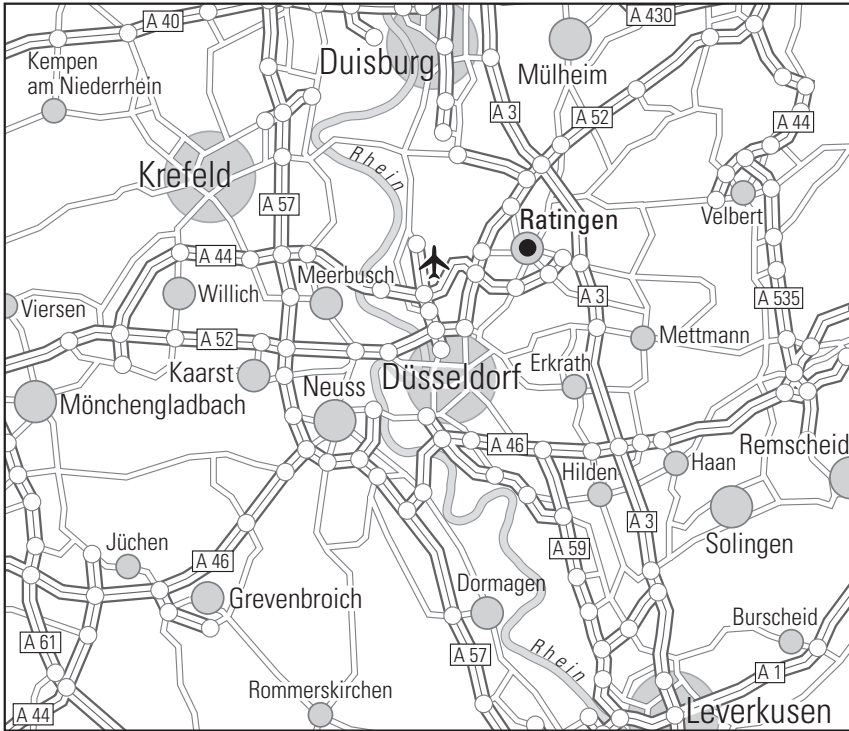 A 40
A 430
Kempen
am Niederrhein
Duisburg
Mülheim
A 3
A 52
A 44
Rhein
Krefeld
A 57
Velbert
Ratingen
A 44
Meerbusch
Willich
Viersen
A 3
A 535
A 52
Mettmann
Kaarst
Erkrath
Düsseldorf
Neuss
Mönchengladbach
A 46
Remscheid
Hilden
Haan
A 3
Solingen
Jüchen
A 46
A 59
Dormagen
Grevenbroich
Burscheid
A 61
A 57
Rhein
A 1
Rommerskirchen
A 44
Leverkusen